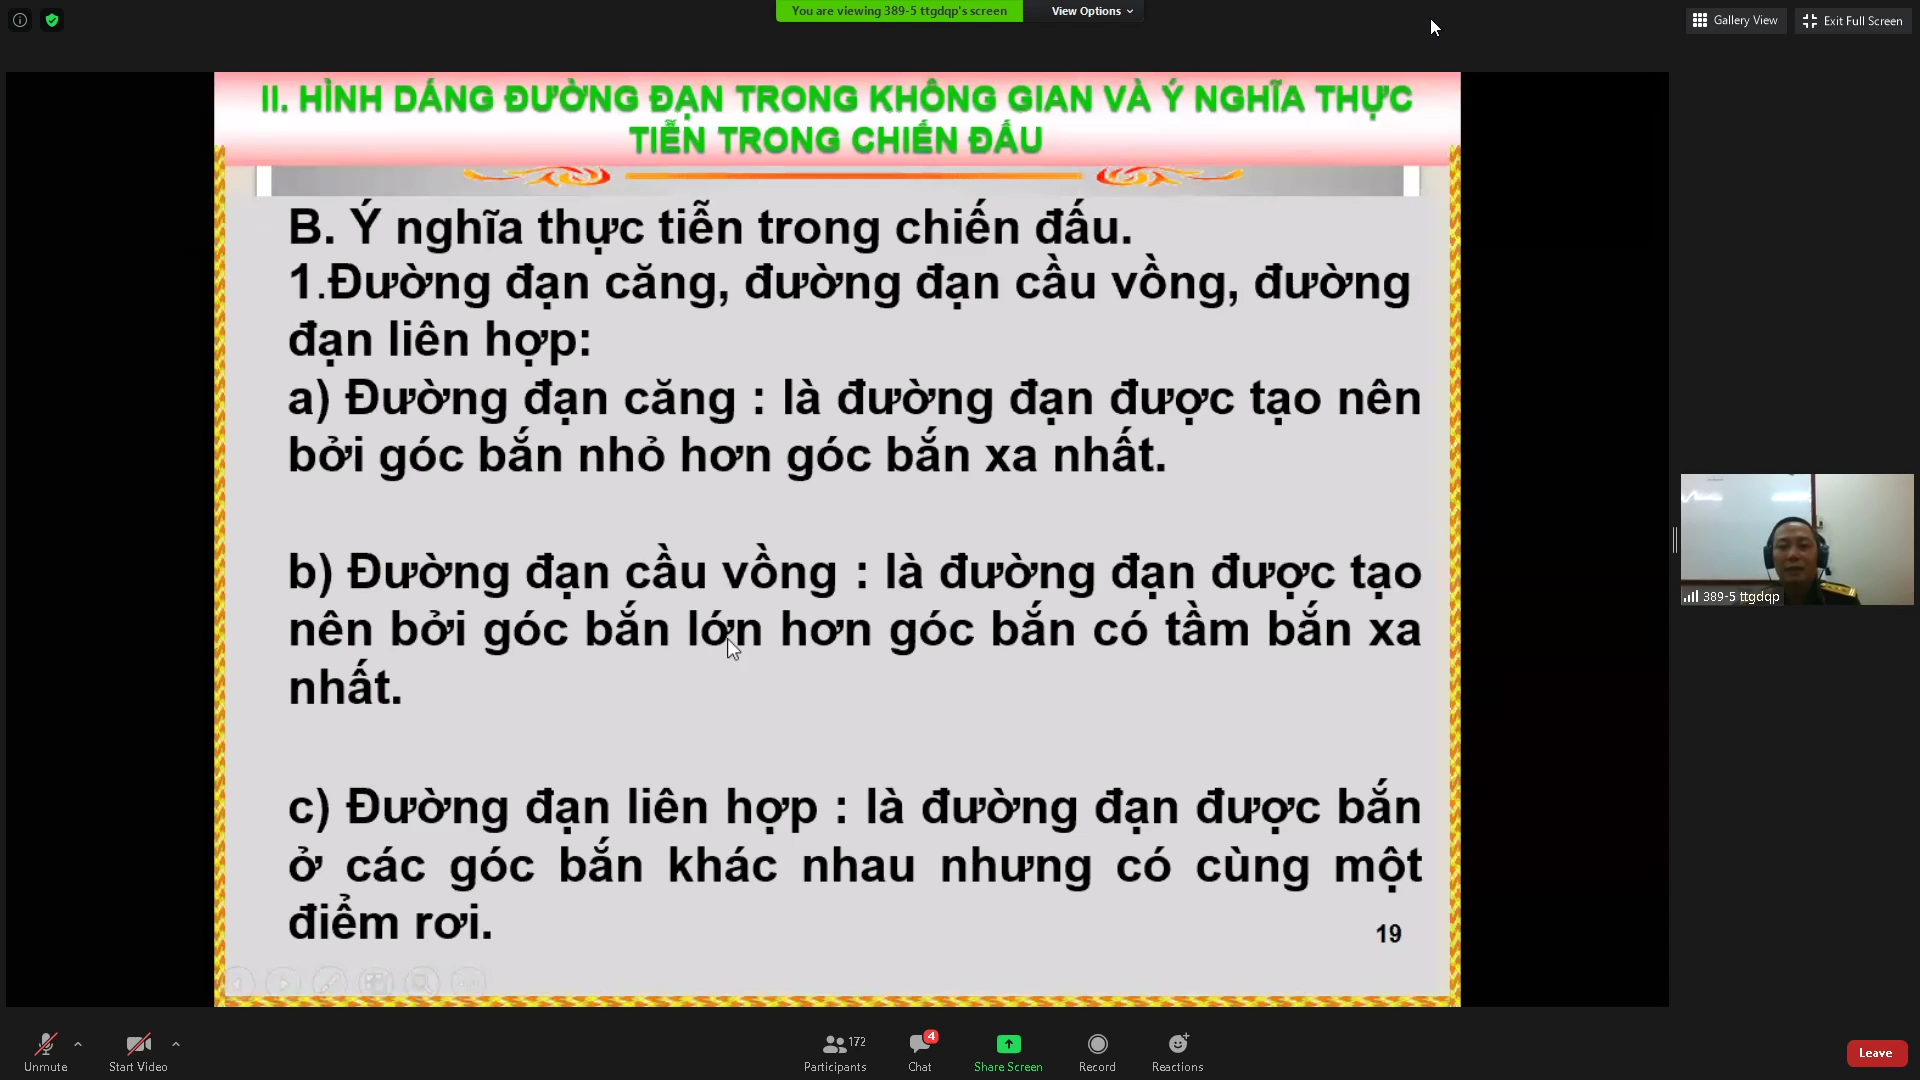 You are viewing 389-5 ttgdqp's screen
View Options
Gallery View
Exit Full Screen
II. HÌNH DÁNG ĐƯỜNG ĐẠN TRONG KHÔNG GIAN VÀ Ý NGHĨA THỰC
TIỄN TRONG CHIẾN ĐẤU
B. Ý nghĩa thực tiễn trong chiến đấu.
1.Đường đạn căng, đường đạn cầu vồng, đường
đạn liên hợp:
a) Đường đạn căng : là đường đạn được tạo nên
bởi góc bắn nhỏ hơn góc bắn xa nhất.
b) Đường đạn cầu vồng : là đường đạn được tạo
nên bởi góc bắn lớn hơn góc bắn có tầm bắn xa
nhất.
c) Đường đạn liên hợp : là đường đạn được bắn
ở các góc bắn khác nhau nhưng có cùng một
điểm rơi.
19
389-5 ttgdqp
Unmute
Start Video
172
Participants
4
Chat
Share Screen
Record
Reactions
Leave